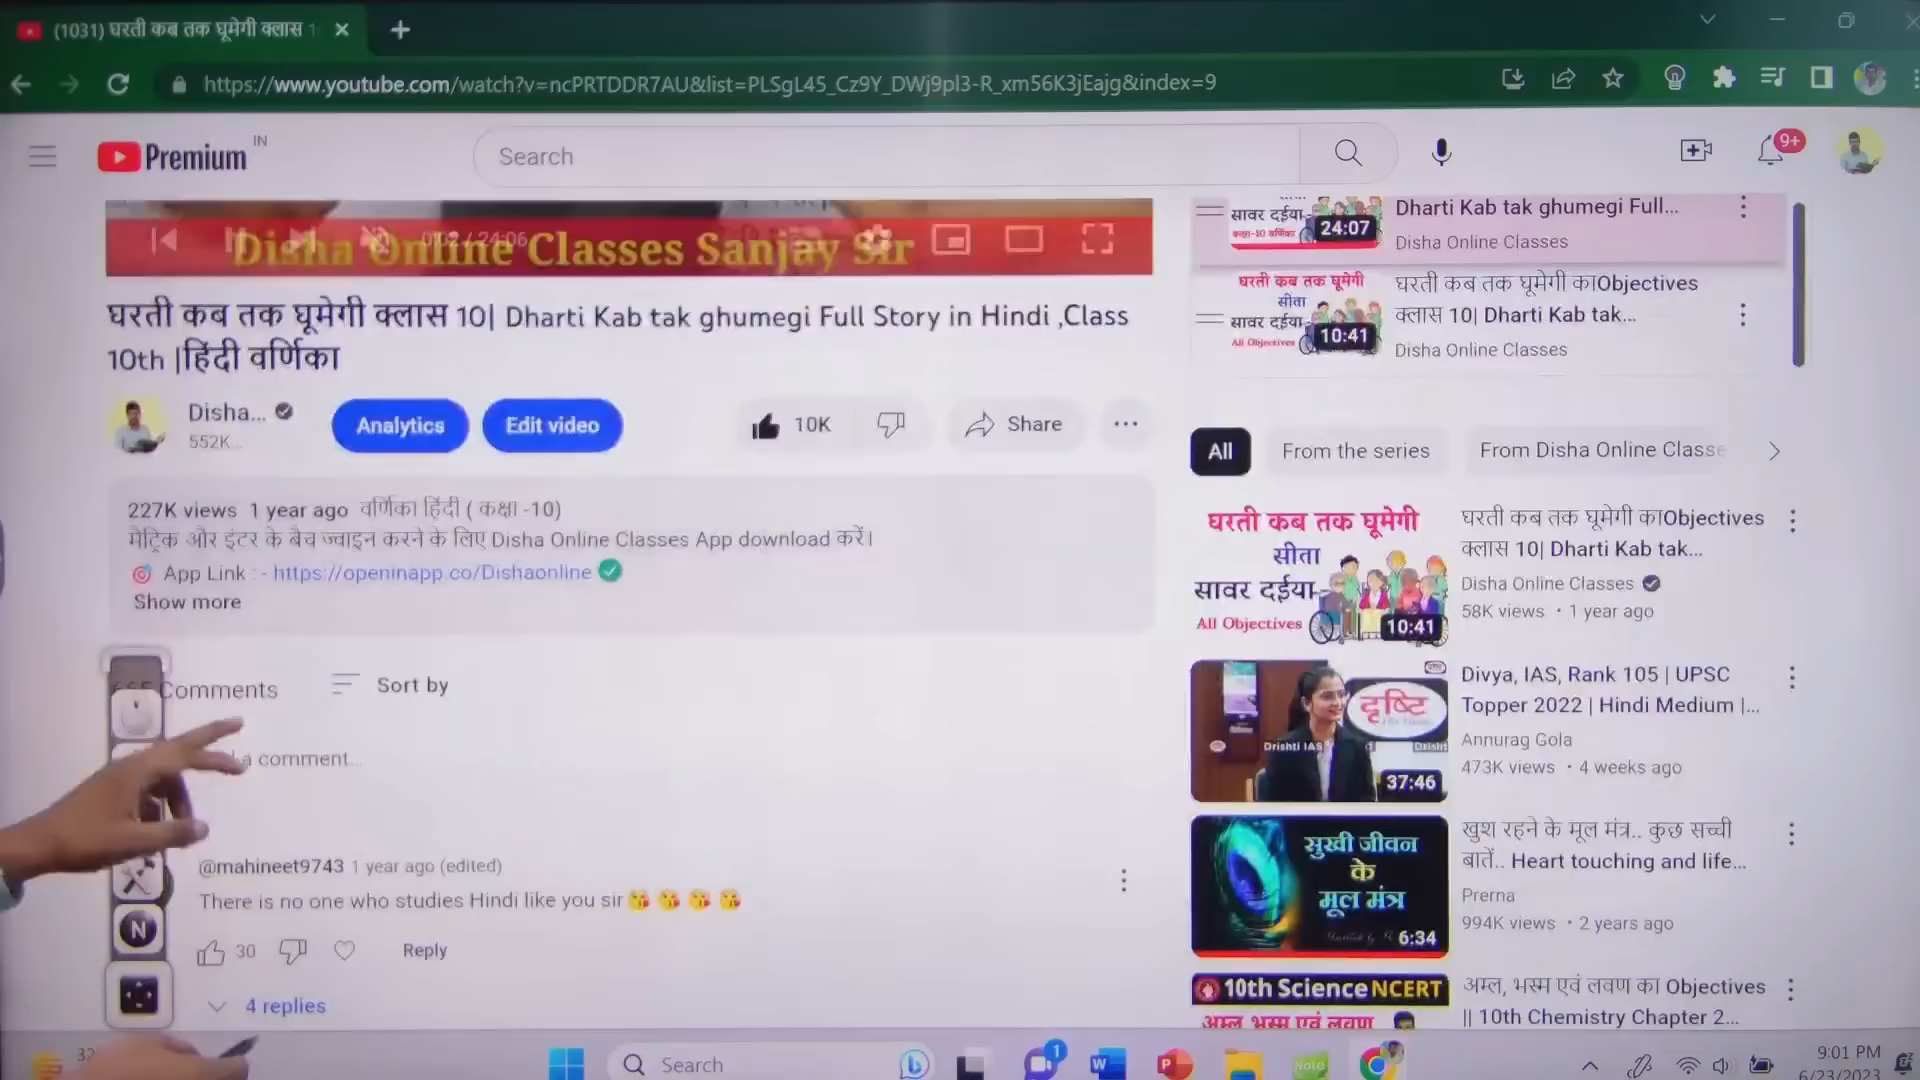 (1031) घरती कब तक घूमेगी क्लास 1
https://www.youtube.com/watch?v=ncPRTDDR7AU&list=PLSgL45_Cz9Y_DWj9pl3-R_xm56K3jEajg&index=9
Premium IN
Search
9+
0:02 / 24:06
Disha Online Classes Sanjay Sir
घरती कब तक घूमेगी क्लास 10| Dharti Kab tak ghumegi Full Story in Hindi ,Class
10th |हिंदी वर्णिका
Disha...
552K..
Analytics
Edit video
10K
Share
227K views 1 year ago वर्णिका हिंदी ( कक्षा -10)
मैट्रिक और इंटर के बैच ज्वाइन करने के लिए Disha Online Classes App download करें।
App Link : - https://openinapp.co/Dishaonline
Show more
Comments
Sort by
a comment...
@mahineet9743 1 year ago (edited)
There is no one who studies Hindi like you sir
30
Reply
4 replies
सावर दईया
कक्षा-10 वर्णिका
24:07
Dharti Kab tak ghumegi Full...
Disha Online Classes
घरती कब तक घूमेगी
सीता
सावर दईया
All Objectives
10:41
घरती कब तक घूमेगी काObjectives
क्लास 10| Dharti Kab tak...
Disha Online Classes
All
From the series
From Disha Online Classe
घरती कब तक घूमेगी
सीता
सावर दईया
All Objectives
10:41
घरती कब तक घूमेगी काObjectives
क्लास 10| Dharti Kab tak...
Disha Online Classes
58K views • 1 year ago
दृष्टि
Drishti IAS
37:46
Divya, IAS, Rank 105 | UPSC
Topper 2022 | Hindi Medium |...
Annurag Gola
473K views • 4 weeks ago
सुखी जीवन
के
मूल मंत्र
6:34
खुश रहने के मूल मंत्र.. कुछ सच्ची
बातें.. Heart touching and life...
Prerna
994K views • 2 years ago
10th Science NCERT
अम्ल भस्म एवं लवण
अम्ल, भस्म एवं लवण का Objectives
|| 10th Chemistry Chapter 2...
N
32
Search
1
W
P
Note
9:01 PM
6/23/2023